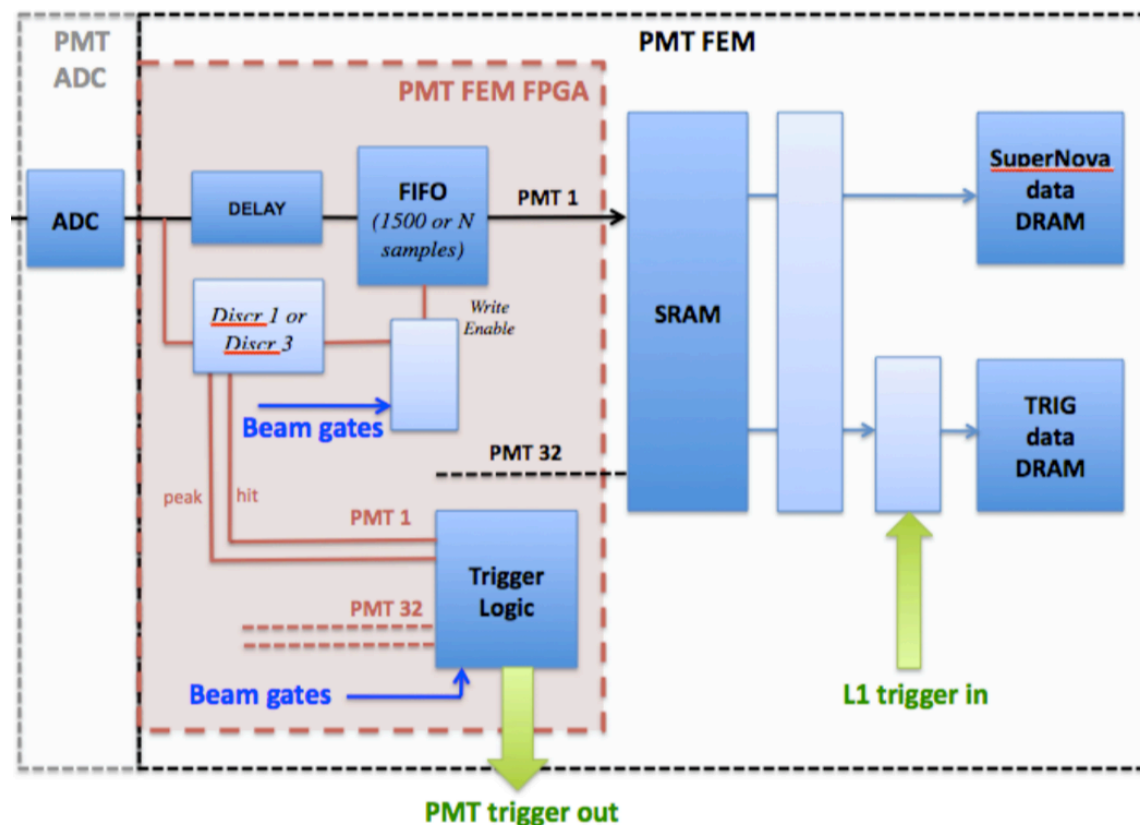 PMT
ADC
PMT FEM
PMT FEM FPGA
ADC
DELAY
FIFO
(1500 or N
samples)
PMT 1
Discr 1 or
Discr 3
Write
Enable
Beam gates
PMT 32
peak
hit
PMT 1
PMT 32
Trigger
Logic
Beam gates
PMT trigger out
SRAM
SuperNova
data
DRAM
TRIG
data
DRAM
L1 trigger in